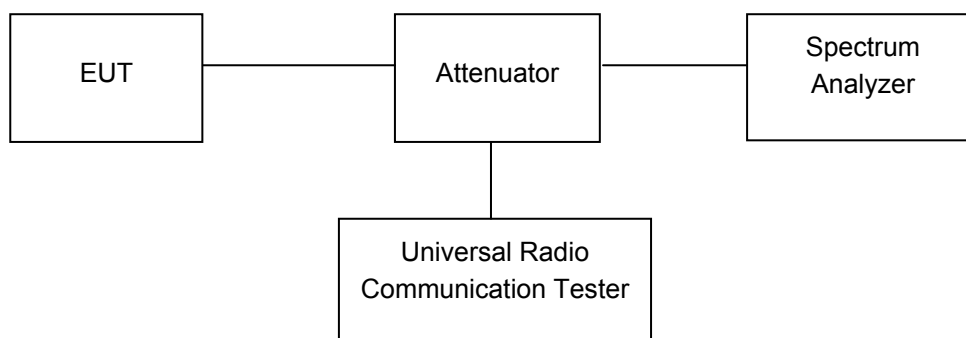 EUT
Attenuator
Spectrum
Analyzer
Universal Radio
Communication Tester